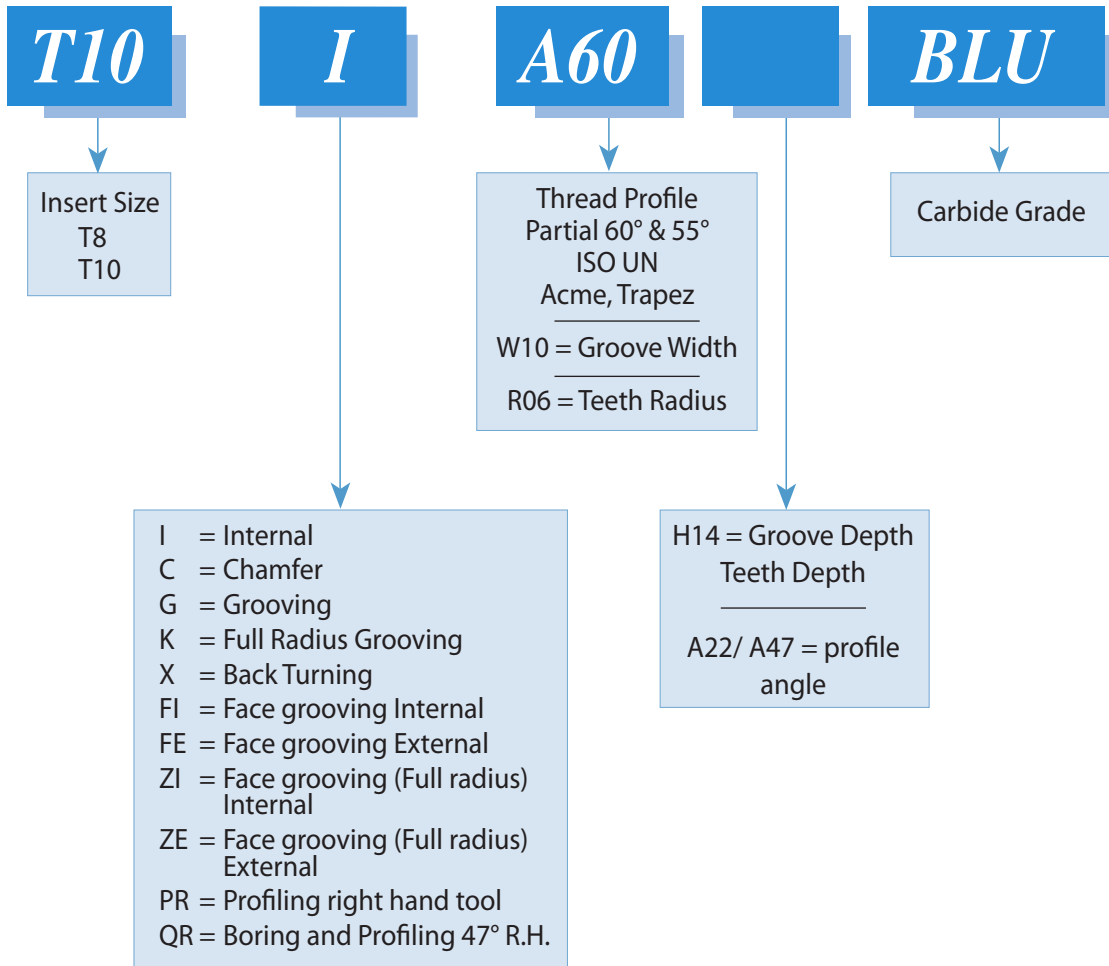 T10 I A60 BLU
Insert Size
T8
T10
Thread Profile
Partial 60° & 55°
ISO UN
Acme, Trapez
W10 = Groove Width
R06 = Teeth Radius
Carbide Grade
I = Internal
C = Chamfer
G = Grooving
K = Full Radius Grooving
X = Back Turning
FI = Face grooving Internal
FE = Face grooving External
ZI = Face grooving (Full radius)
Internal
ZE = Face grooving (Full radius)
External
PR = Profiling right hand tool
QR = Boring and Profiling 47° R.H.
H14 = Groove Depth
Teeth Depth
A22/ A47 = profile
angle